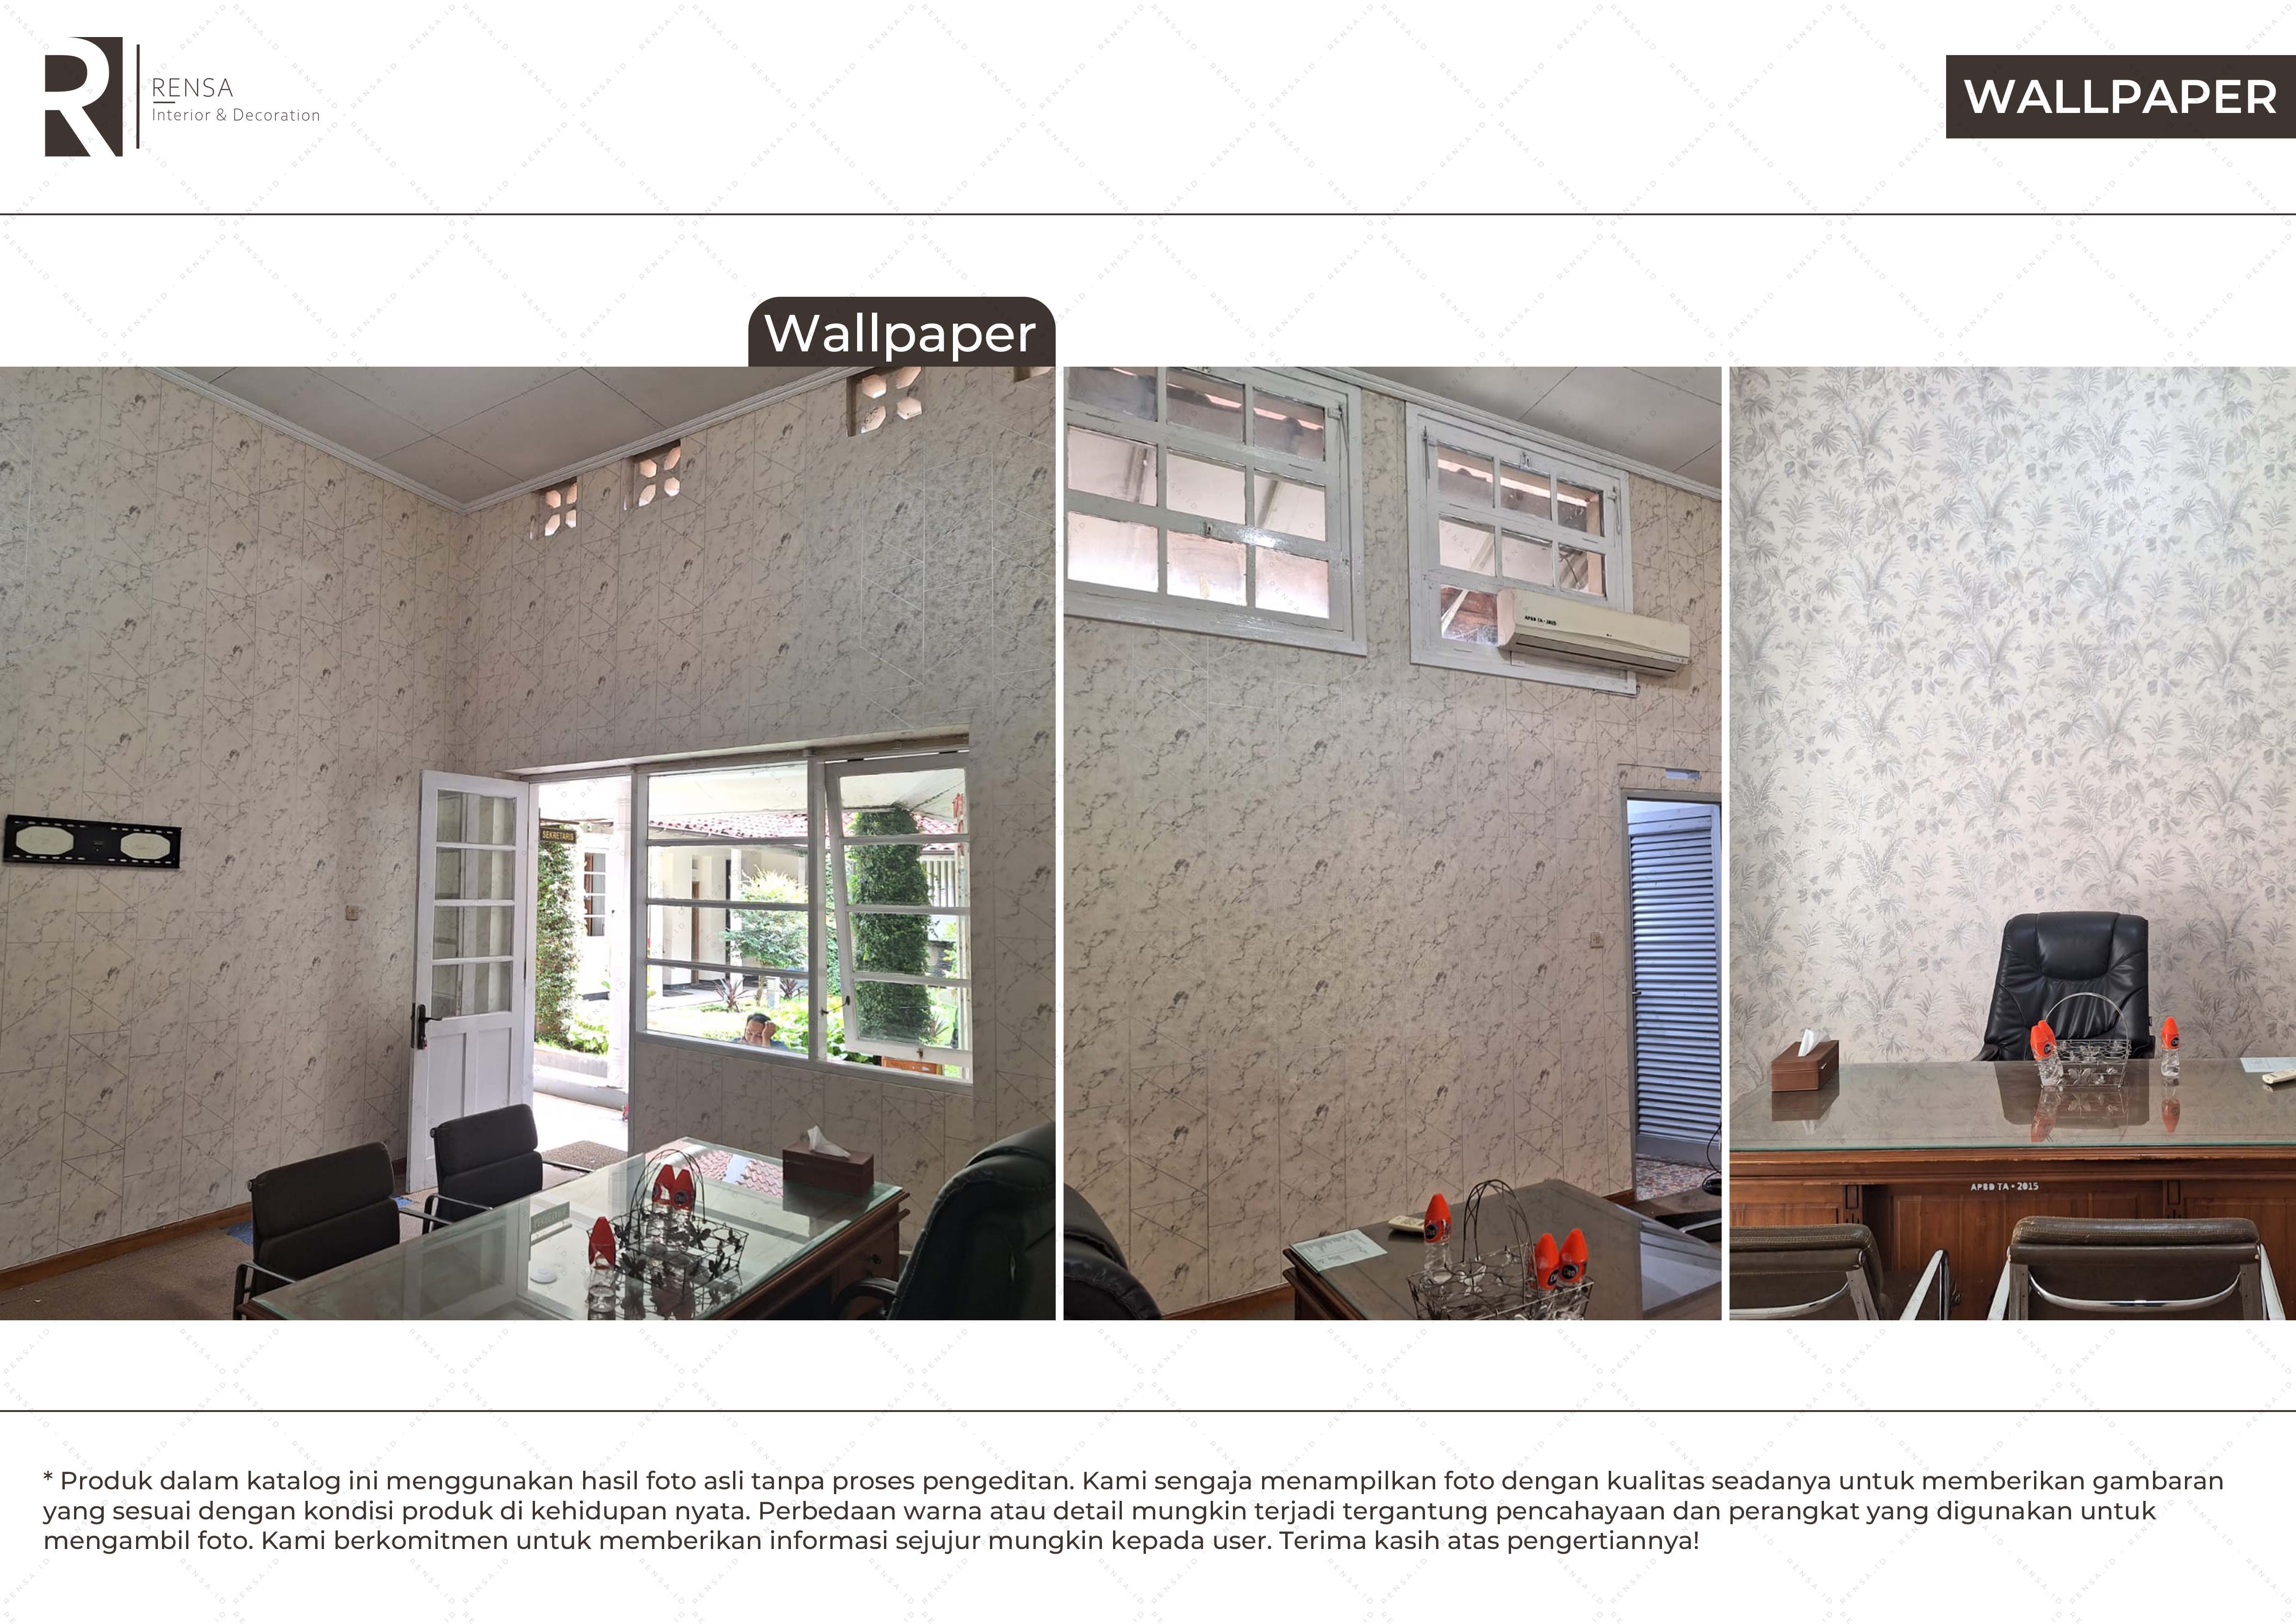 RENSA
Interior & Decoration
WALLPAPER
Wallpaper
SEKRETARIS
APBD TA - 2015
APBD TA - 2015
* Produk dalam katalog ini menggunakan hasil foto asli tanpa proses pengeditan. Kami sengaja menampilkan foto dengan kualitas seadanya untuk memberikan gambaran
yang sesuai dengan kondisi produk di kehidupan nyata. Perbedaan warna atau detail mungkin terjadi tergantung pencahayaan dan perangkat yang digunakan untuk
mengambil foto. Kami berkomitmen untuk memberikan informasi sejujur mungkin kepada user. Terima kasih atas pengertiannya!
RENSA.ID